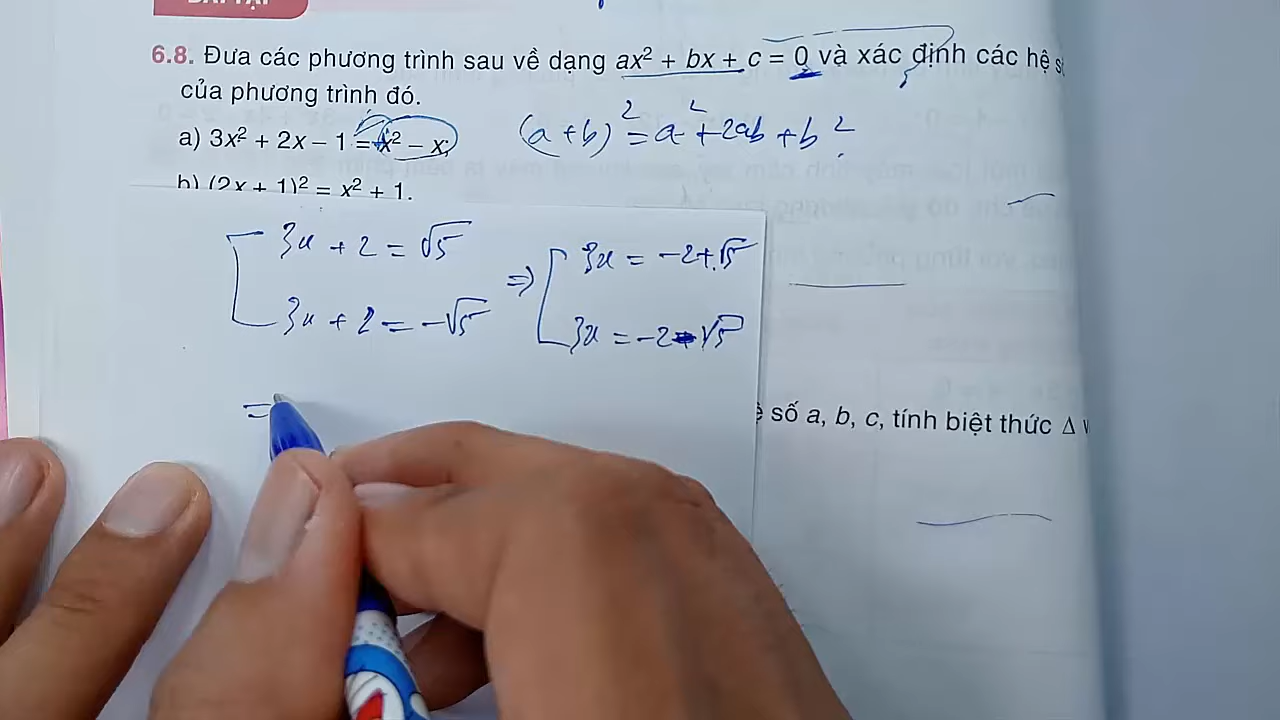 BÀI TẬP
6.8. Đưa các phương trình sau về dạng ax² + bx + c = 0 và xác định các hệ
của phương trình đó.
a) 3x² + 2x – 1 = x² – x;
(a+b)² = a² + 2ab + b²
b) (2x + 1)² = x² + 1.
3x + 2 = √5
3x + 2 = -√5
=> 3x = -2+√5
3x = -2-√5
=
số a, b, c, tính biệt thức Δ